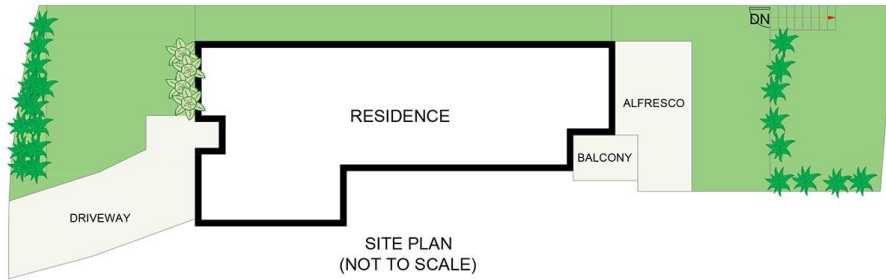 DN
ALFRESCO
RESIDENCE
BALCONY
DRIVEWAY
SITE PLAN
(NOT TO SCALE)